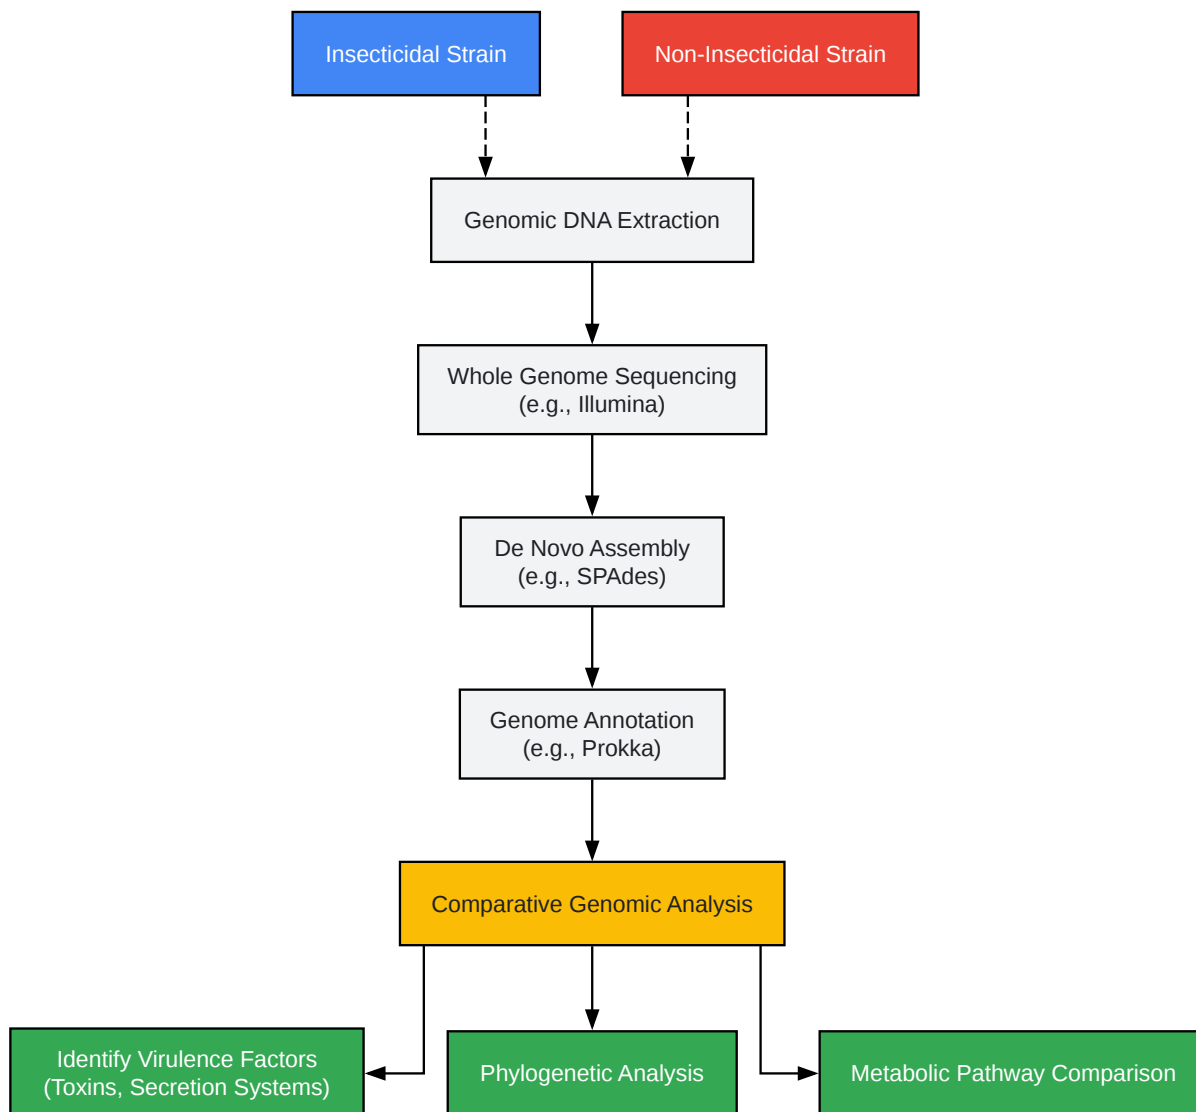 Insecticidal Strain
Non-Insecticidal Strain
Genomic DNA Extraction
Whole Genome Sequencing
(e.g., Illumina)
De Novo Assembly
(e.g., SPAdes)
Genome Annotation
(e.g., Prokka)
Comparative Genomic Analysis
Identify Virulence Factors
(Toxins, Secretion Systems)
Phylogenetic Analysis
Metabolic Pathway Comparison